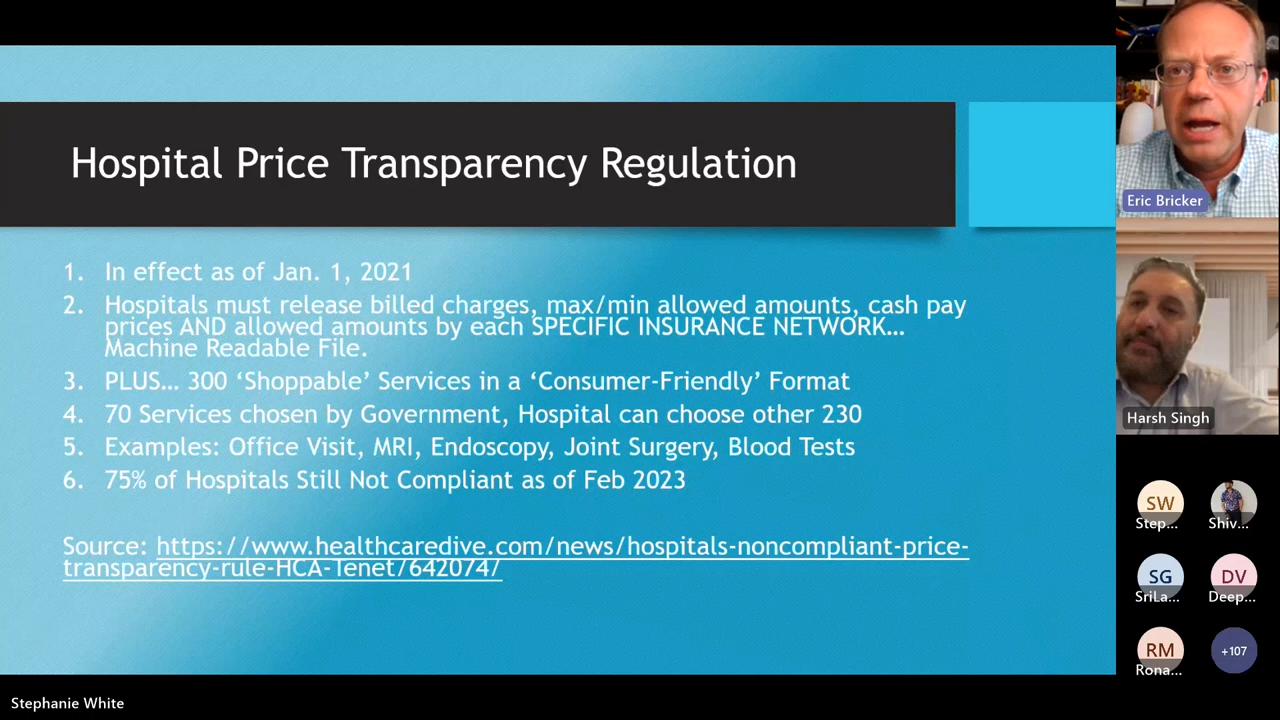 Hospital Price Transparency Regulation
1. In effect as of Jan. 1, 2021
2. Hospitals must release billed charges, max/min allowed amounts, cash pay
prices AND allowed amounts by each SPECIFIC INSURANCE NETWORK…
Machine Readable File.
3. PLUS… 300 ‘Shoppable’ Services in a ‘Consumer-Friendly’ Format
4. 70 Services chosen by Government, Hospital can choose other 230
5. Examples: Office Visit, MRI, Endoscopy, Joint Surgery, Blood Tests
6. 75% of Hospitals Still Not Compliant as of Feb 2023
Source: https://www.healthcaredive.com/news/hospitals-noncompliant-price-
transparency-rule-HCA-Tenet/642074/
Eric Bricker
Harsh Singh
SW
Step...
Shiv...
SG
SriLa...
DV
Deep...
RM
Rona...
+107
Stephanie White